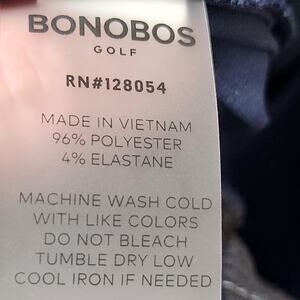 BONOBOS
GOLF
RN#128054
MADE IN VIETNAM
96% POLYESTER
4% ELASTANE
MACHINE WASH COLD
WITH LIKE COLORS
DO NOT BLEACH
TUMBLE DRY LOW
COOL IRON IF NEEDED